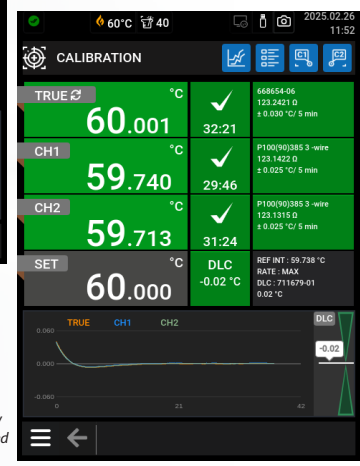 60°C 40
2025.02.26
11:52
CALIBRATION
C1
C2
TRUE °C
60.001
32:21
668654-06
123.2421 Ω
± 0.030 °C/ 5 min
CH1 °C
59.740
29:46
P100(90)385 3 -wire
123.1422 Ω
± 0.025 °C/ 5 min
CH2 °C
59.713
31:24
P100(90)385 3 -wire
123.1315 Ω
± 0.025 °C/ 5 min
SET °C
60.000
DLC
-0.02 °C
REF INT : 59.738 °C
RATE : MAX
DLC : 711679-01
0.02 °C
TRUE CH1 CH2
0.060
0.000
-0.060
0 21 42
DLC
-0.02